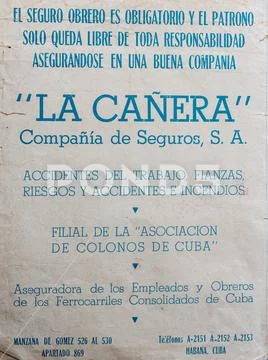 EL SEGURO OBRERO ES OBLIGATORIO Y EL PATRONO
SOLO QUEDA LIBRE DE TODA RESPONSABILIDAD
ASEGURANDOSE EN UNA BUENA COMPAÑIA
"LA CAÑERA"
Compañía de Seguros, S. A.
ACCIDENTES DEL TRABAJO, FIANZAS,
RIESGOS Y ACCIDENTES E INCENDIOS
FILIAL DE LA "ASOCIACION
DE COLONOS DE CUBA"
Aseguradora de los Empleados y Obreros
de los Ferrocarriles Consolidados de Cuba
MANZANA DE GOMEZ 526 AL 530
APARTADO 869
Teléfonos A-2151 A-2152 A-2157
HABANA, CUBA